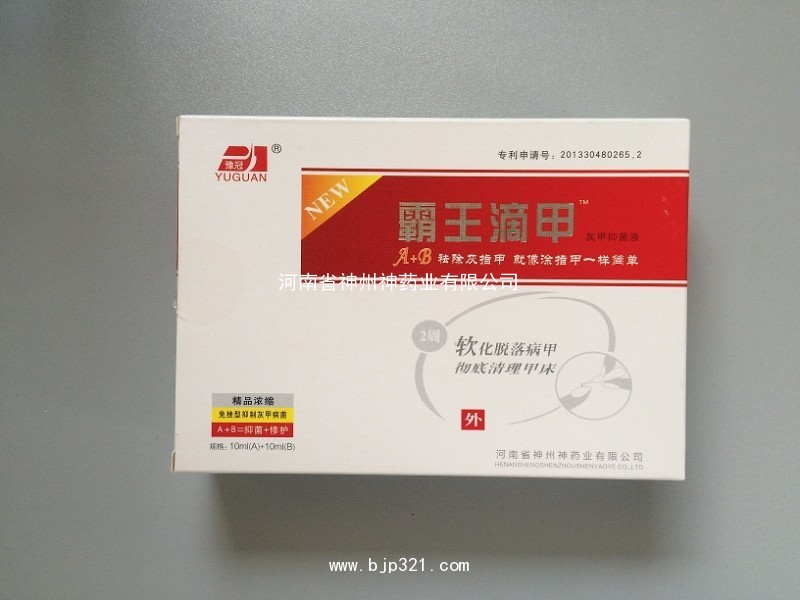 豫冠
®
YUGUAN
专利申请号：201330480265.2
NEW
霸王滴甲™
灰甲抑菌液
A+B 祛除灰指甲 就像涂指甲一样简单
河南省神州神药业有限公司
2周
软化脱落病甲
彻底清理甲床
精品浓缩
免挫型抑制灰甲病菌
A+B=抑菌+修护
规格：10ml(A)+10ml(B)
外
河南省神州神药业有限公司
HENANSHENGSHENZHOUSHENYAOYE.CO.,LTD
www.bjp321.com